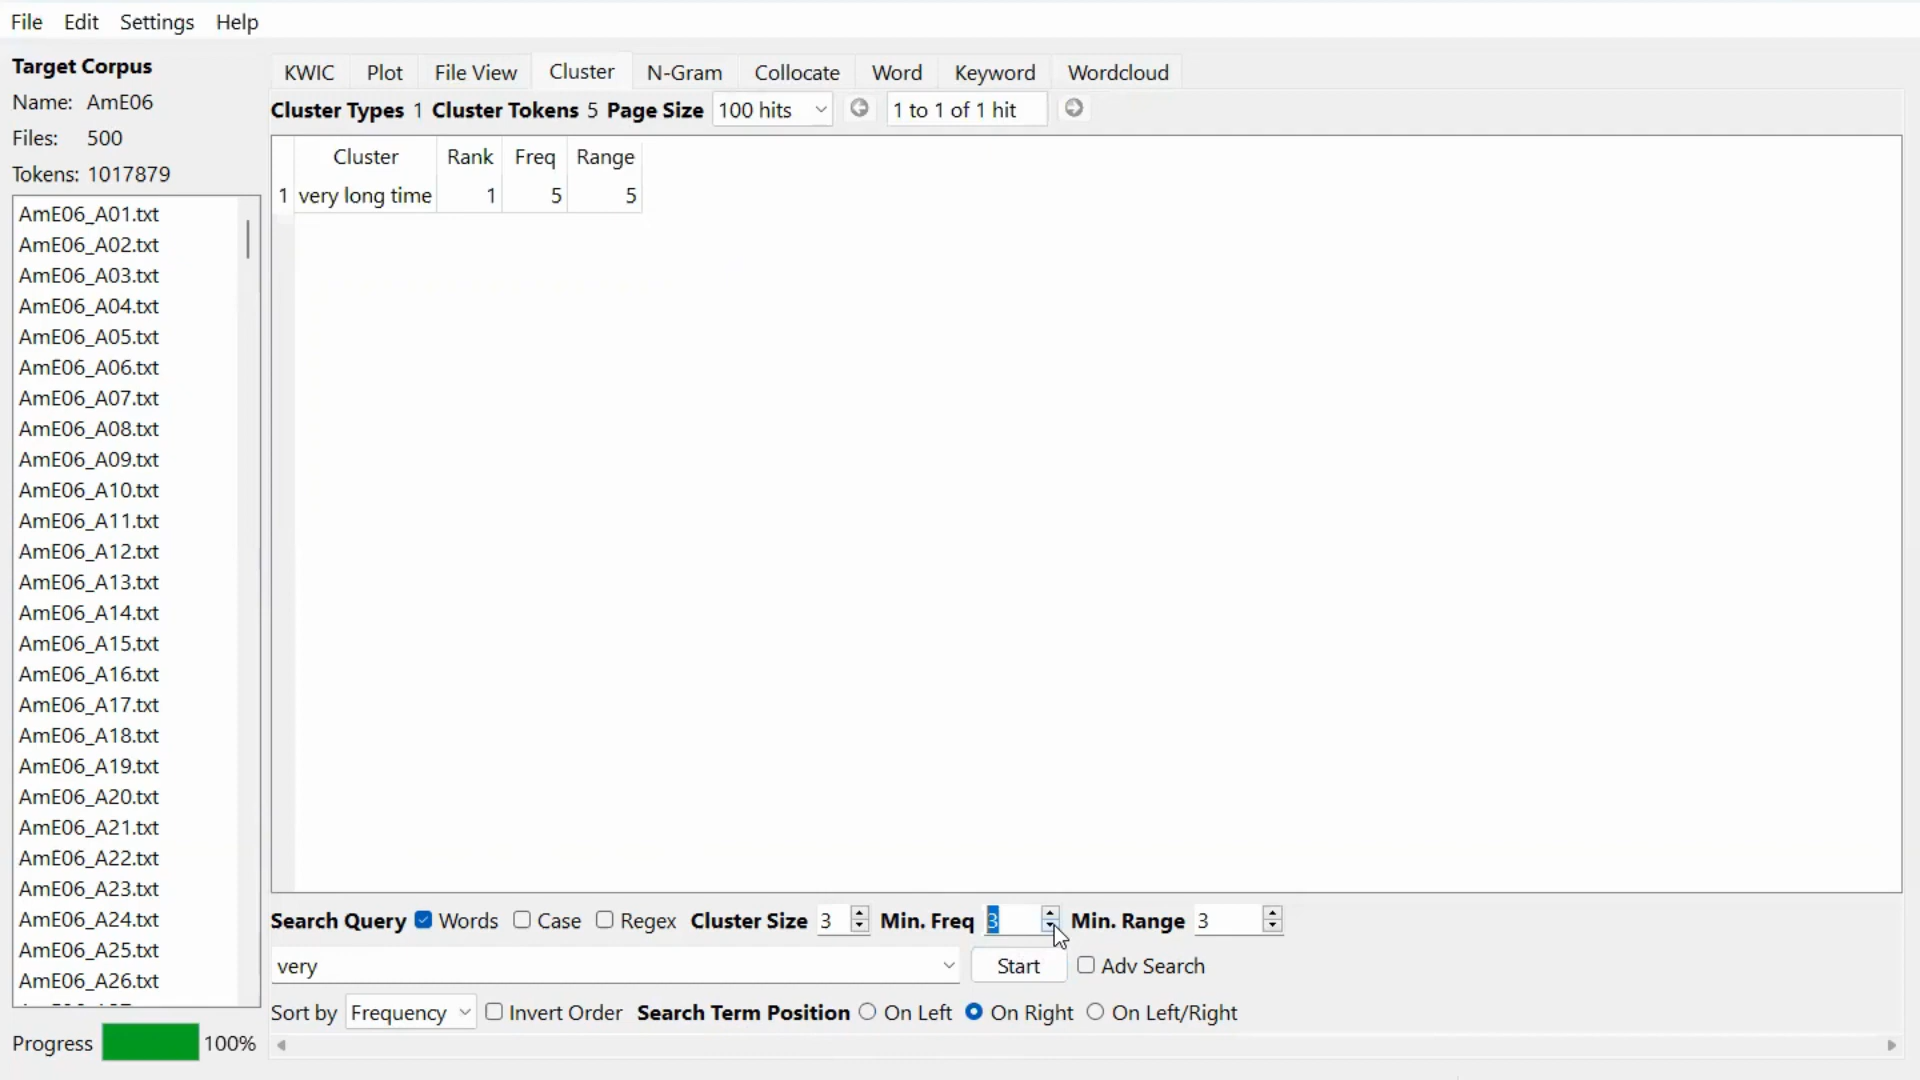 File Edit Settings Help
Target Corpus
Name: AmE06
Files: 500
Tokens: 1017879
AmE06_A01.txt
AmE06_A02.txt
AmE06_A03.txt
AmE06_A04.txt
AmE06_A05.txt
AmE06_A06.txt
AmE06_A07.txt
AmE06_A08.txt
AmE06_A09.txt
AmE06_A10.txt
AmE06_A11.txt
AmE06_A12.txt
AmE06_A13.txt
AmE06_A14.txt
AmE06_A15.txt
AmE06_A16.txt
AmE06_A17.txt
AmE06_A18.txt
AmE06_A19.txt
AmE06_A20.txt
AmE06_A21.txt
AmE06_A22.txt
AmE06_A23.txt
AmE06_A24.txt
AmE06_A25.txt
AmE06_A26.txt
Progress 100%
KWIC Plot File View Cluster N-Gram Collocate Word Keyword Wordcloud
Cluster Types 1 Cluster Tokens 5 Page Size 100 hits 1 to 1 of 1 hit
Cluster Rank Freq Range
1 very long time 1 5 5
Search Query Words Case Regex Cluster Size 3 Min. Freq 3 Min. Range 3
very Start Adv Search
Sort by Frequency Invert Order Search Term Position On Left On Right On Left/Right